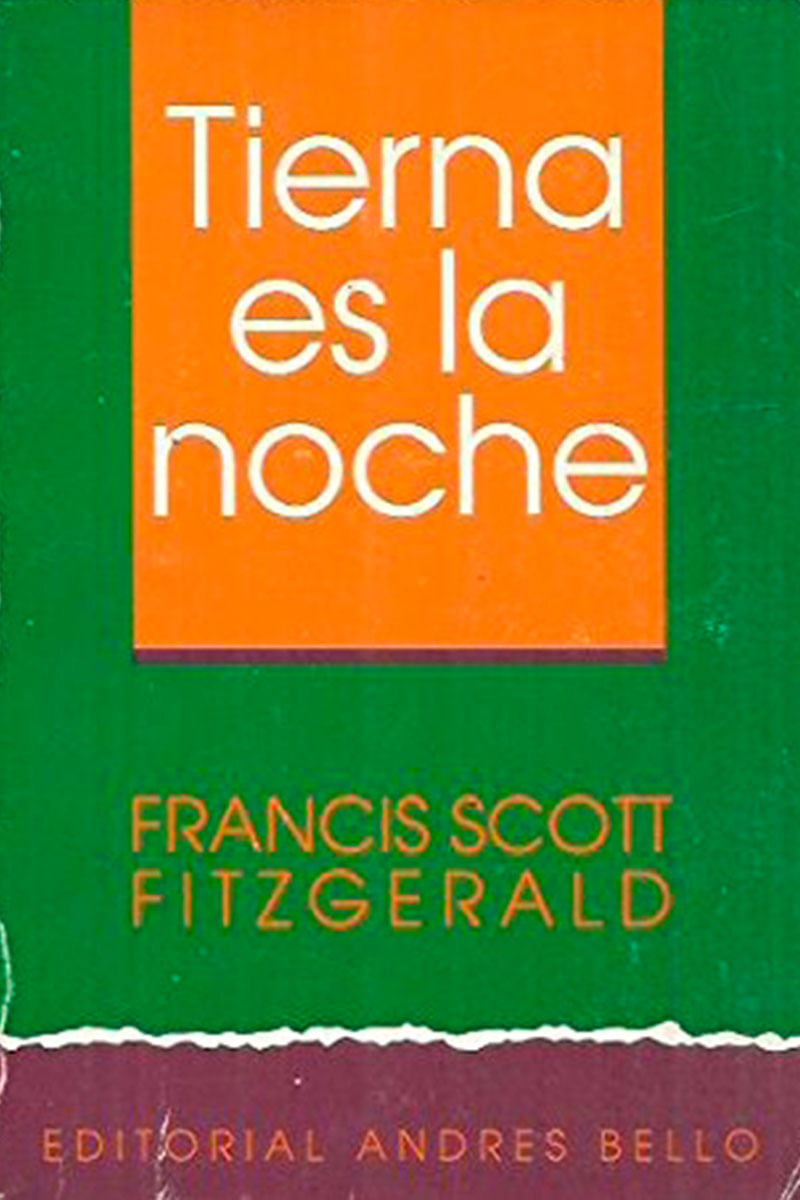 Tierna
es la
noche
FRANCIS SCOTT
FITZGERALD
EDITORIAL ANDRES BELLO